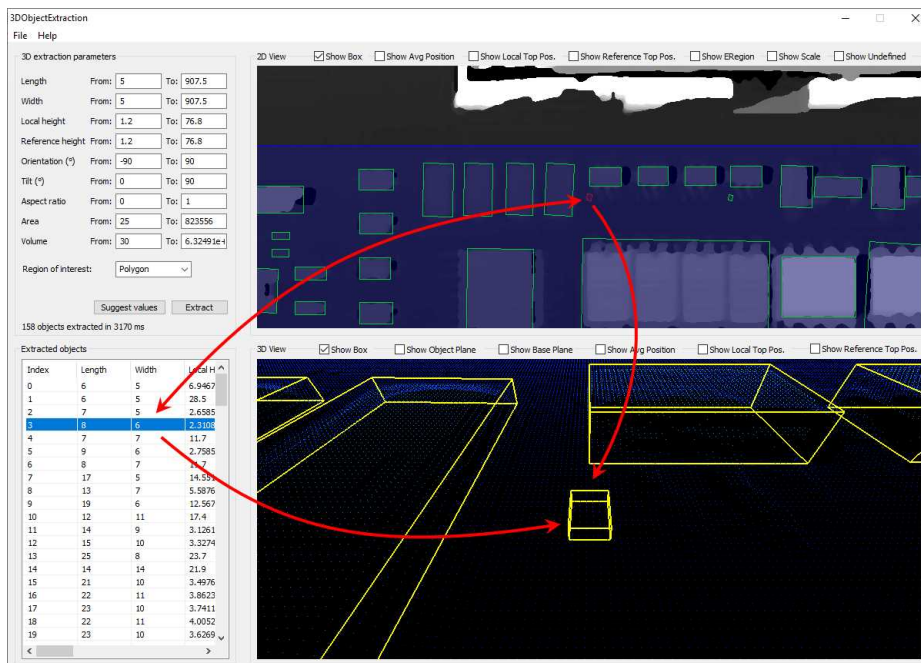 3DObjectExtraction
File Help
3D extraction parameters
Length From: 5 To: 907.5
Width From: 5 To: 907.5
Local height From: 1.2 To: 76.8
Reference height From: 1.2 To: 76.8
Orientation (°) From: -90 To: 90
Tilt (°) From: 0 To: 90
Aspect ratio From: 0 To: 1
Area From: 25 To: 823556
Volume From: 30 To: 6.32491e+
Region of interest: Polygon
Suggest values Extract
158 objects extracted in 3170 ms
2D View Show Box Show Avg Position Show Local Top Pos. Show Reference Top Pos. Show ERegion Show Scale Show Undefined
Extracted objects
Index Length Width Local H
0 6 5 6.9467
1 6 5 28.5
2 7 5 2.6585
3 8 6 2.3108
4 7 7 11.7
5 9 6 2.7585
6 8 7 11.7
7 17 5 14.551
8 13 7 5.5876
9 19 6 12.567
10 12 11 17.4
11 14 9 3.1261
12 15 10 3.3274
13 25 8 23.7
14 14 14 21.9
15 21 10 3.4976
16 22 11 3.8623
17 23 10 3.7411
18 22 11 4.0052
19 23 10 3.6269
3D View Show Box Show Object Plane Show Base Plane Show Avg Position Show Local Top Pos. Show Reference Top Pos.